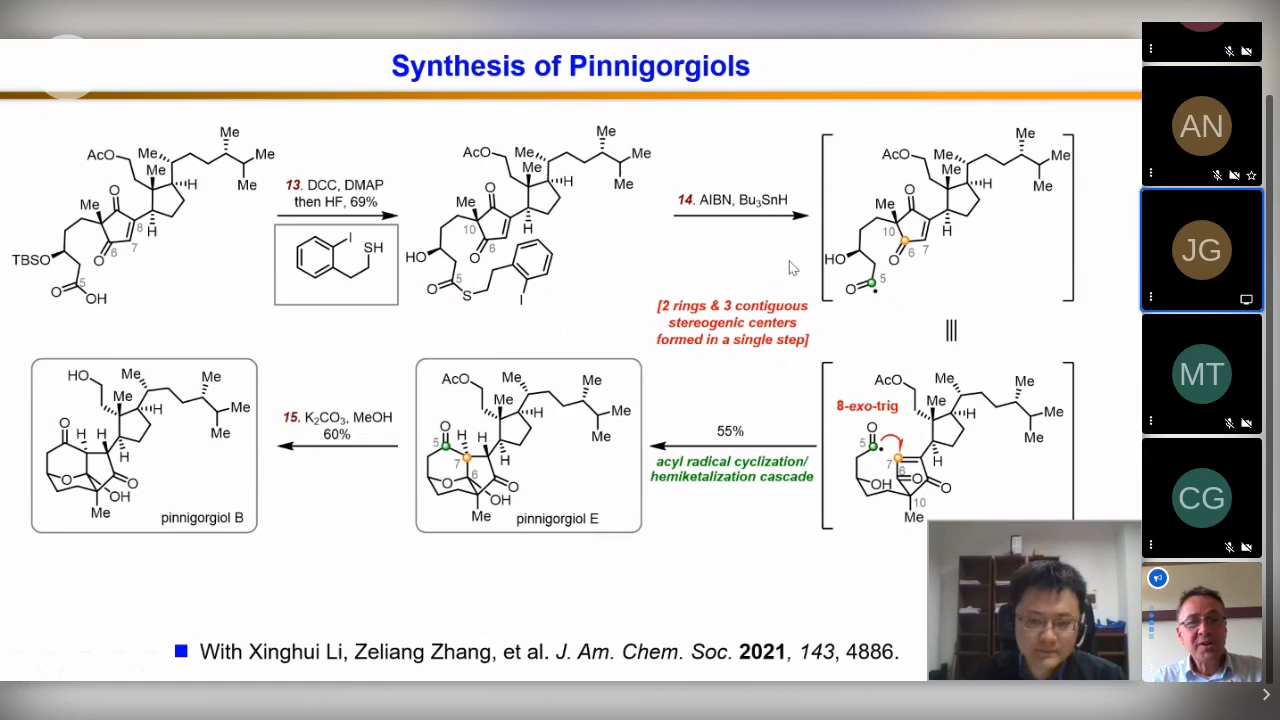 Synthesis of Pinnigorgiols
AcO
Me
Me
Me
Me
Me
H
Me
O
8
7
H
6
O
TBSO
5
O
OH
13. DCC, DMAP
then HF, 69%
I
SH
AcO
Me
Me
Me
Me
Me
H
Me
O
10
6
H
O
HO
5
O
S
I
14. AIBN, Bu3SnH
[2 rings & 3 contiguous
stereogenic centers
formed in a single step]
AcO
Me
Me
Me
Me
Me
H
Me
O
10
6
7
H
O
HO
5
O
HO
Me
Me
Me
Me
Me
H
O
H
H
H
O
O
OH
Me
pinnigorgiol B
15. K2CO3, MeOH
60%
AcO
Me
Me
Me
Me
Me
H
O
5
H
H
H
7
6
O
O
OH
Me
pinnigorgiol E
55%
acyl radical cyclization/
hemiketalization cascade
AcO
Me
Me
Me
Me
Me
H
8-exo-trig
O
5
7
6
H
O
OH
O
10
Me
With Xinghui Li, Zeliang Zhang, et al. J. Am. Chem. Soc. 2021, 143, 4886.
AN
JG
MT
CG